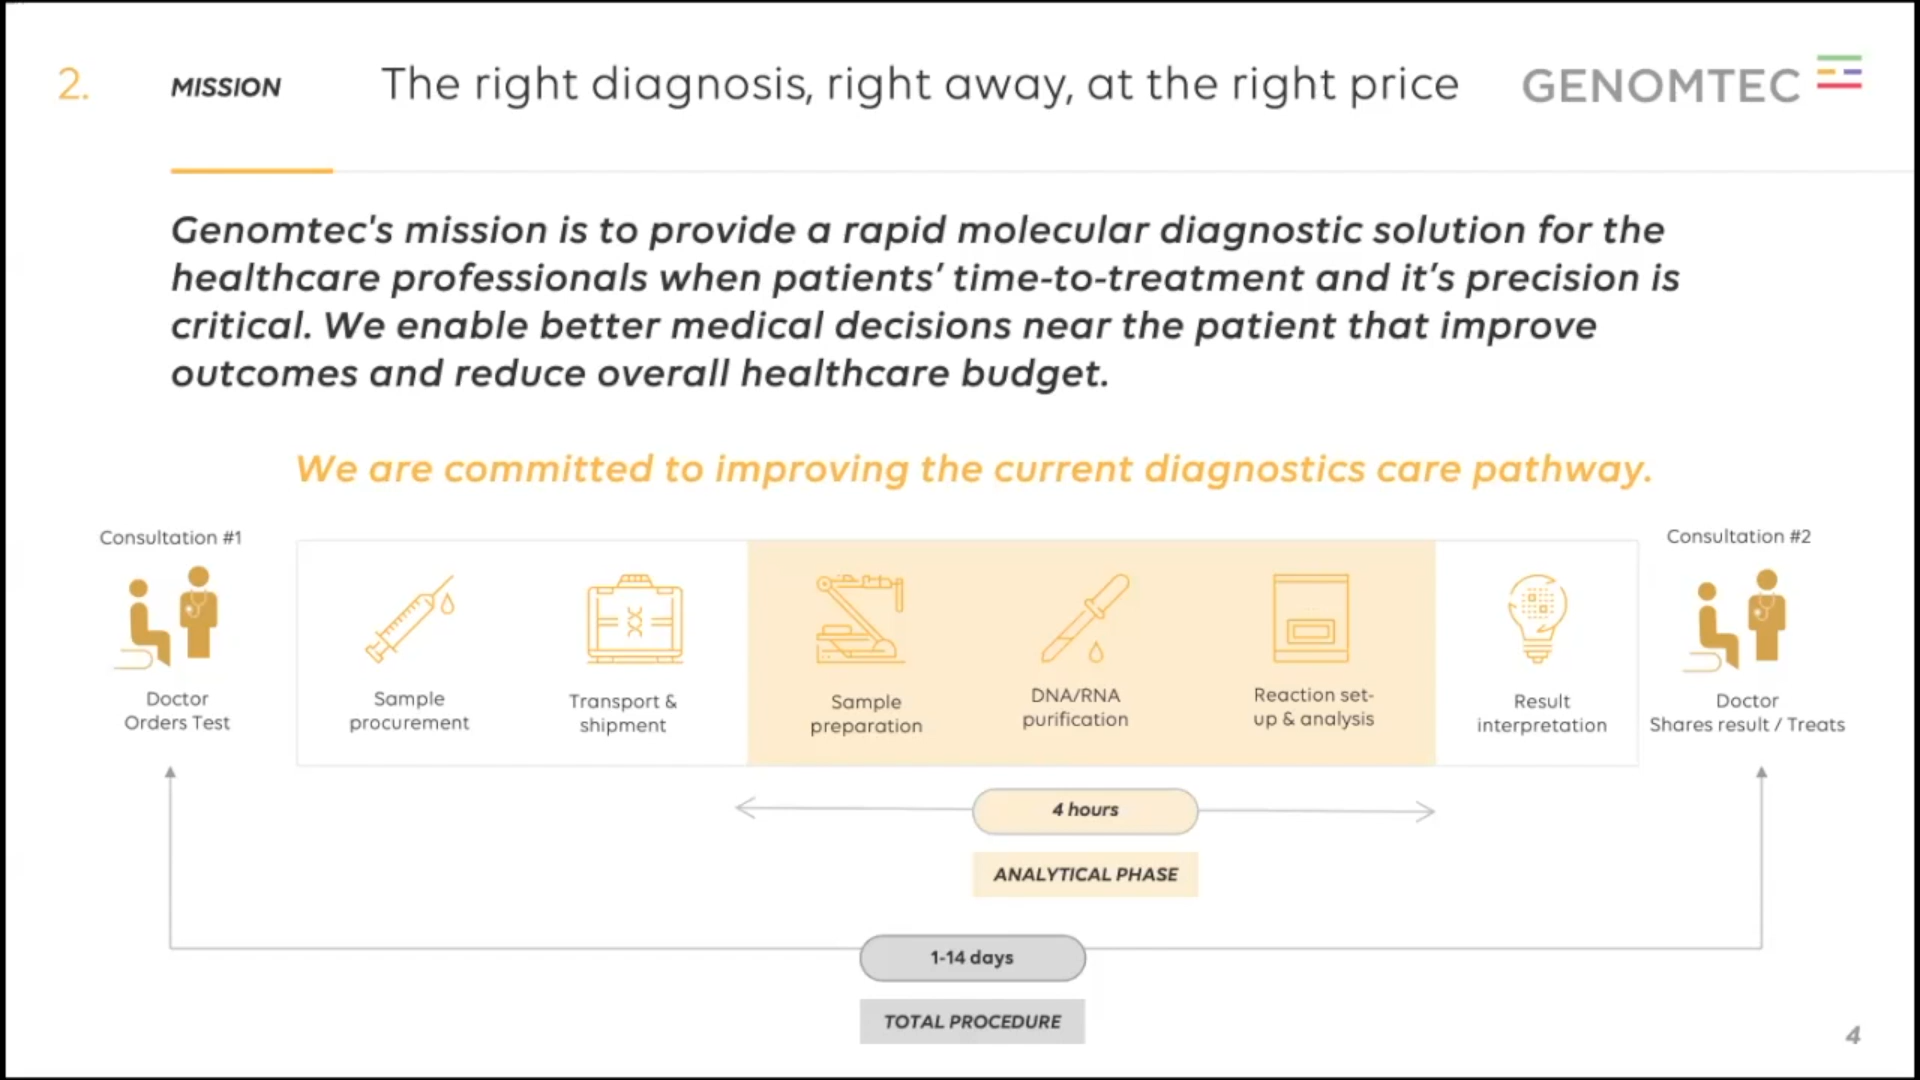 2.
MISSION
The right diagnosis, right away, at the right price
GENOMTEC
Genomtec's mission is to provide a rapid molecular diagnostic solution for the
healthcare professionals when patients’ time-to-treatment and it’s precision is
critical. We enable better medical decisions near the patient that improve
outcomes and reduce overall healthcare budget.
We are committed to improving the current diagnostics care pathway.
Consultation #1
Doctor
Orders Test
Sample
procurement
Transport &
shipment
Sample
preparation
DNA/RNA
purification
Reaction set-
up & analysis
Result
interpretation
Consultation #2
Doctor
Shares result / Treats
4 hours
ANALYTICAL PHASE
1-14 days
TOTAL PROCEDURE
4